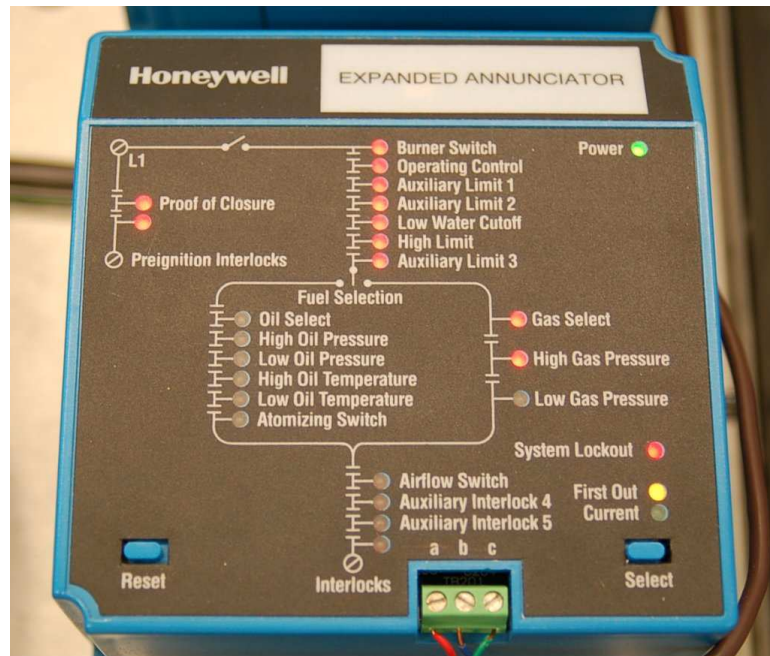 Honeywell
EXPANDED ANNUNCIATOR
L1
Burner Switch
Power
Operating Control
Auxiliary Limit 1
Proof of Closure
Auxiliary Limit 2
Low Water Cutoff
High Limit
Preignition Interlocks
Auxiliary Limit 3
Fuel Selection
Oil Select
Gas Select
High Oil Pressure
Low Oil Pressure
High Gas Pressure
High Oil Temperature
Low Oil Temperature
Low Gas Pressure
Atomizing Switch
System Lockout
Airflow Switch
First Out
Auxiliary Interlock 4
Current
Auxiliary Interlock 5
a b c
Reset
Interlocks
TB201
Select